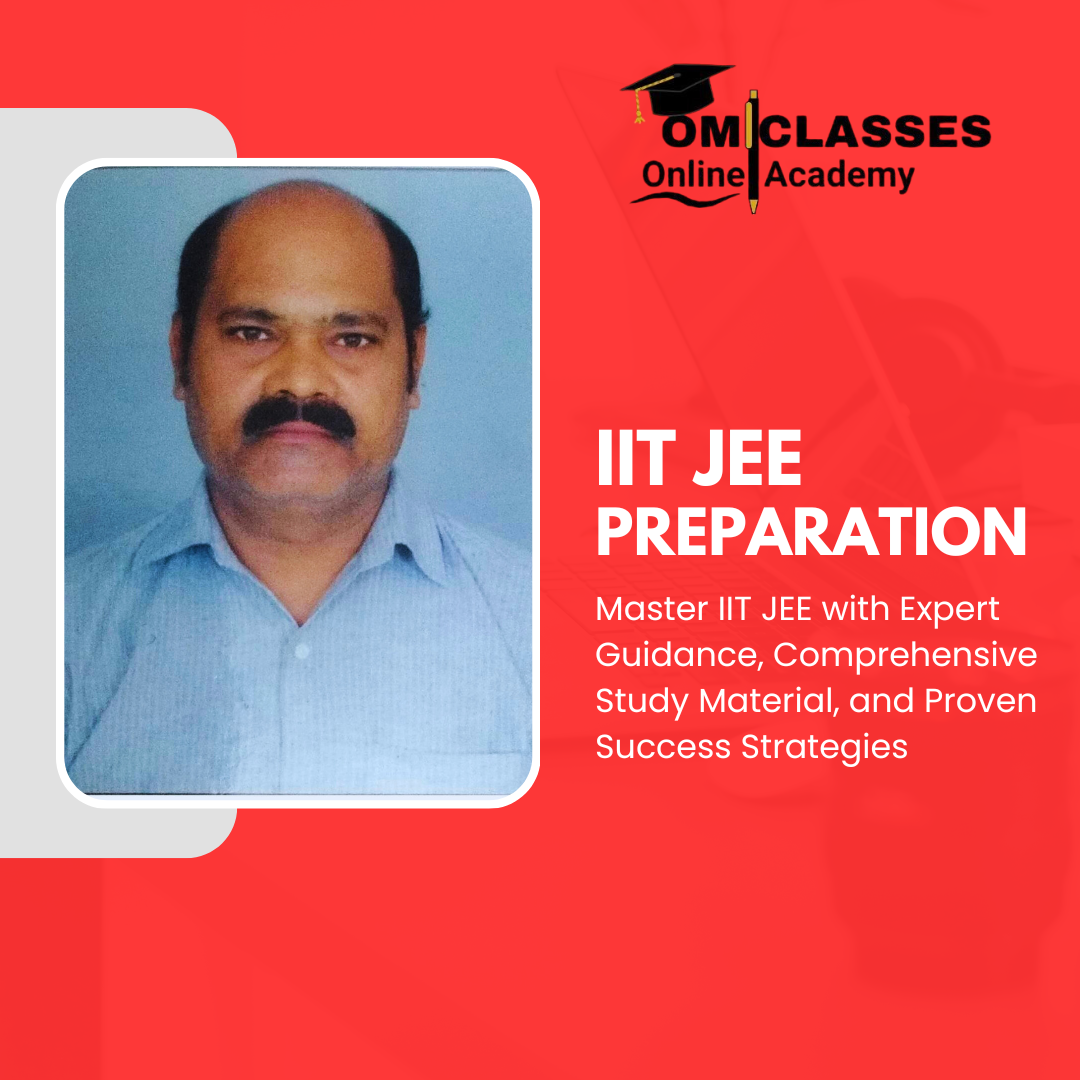 OM CLASSES
Online Academy
IIT JEE
PREPARATION
Master IIT JEE with Expert
Guidance, Comprehensive
Study Material, and Proven
Success Strategies